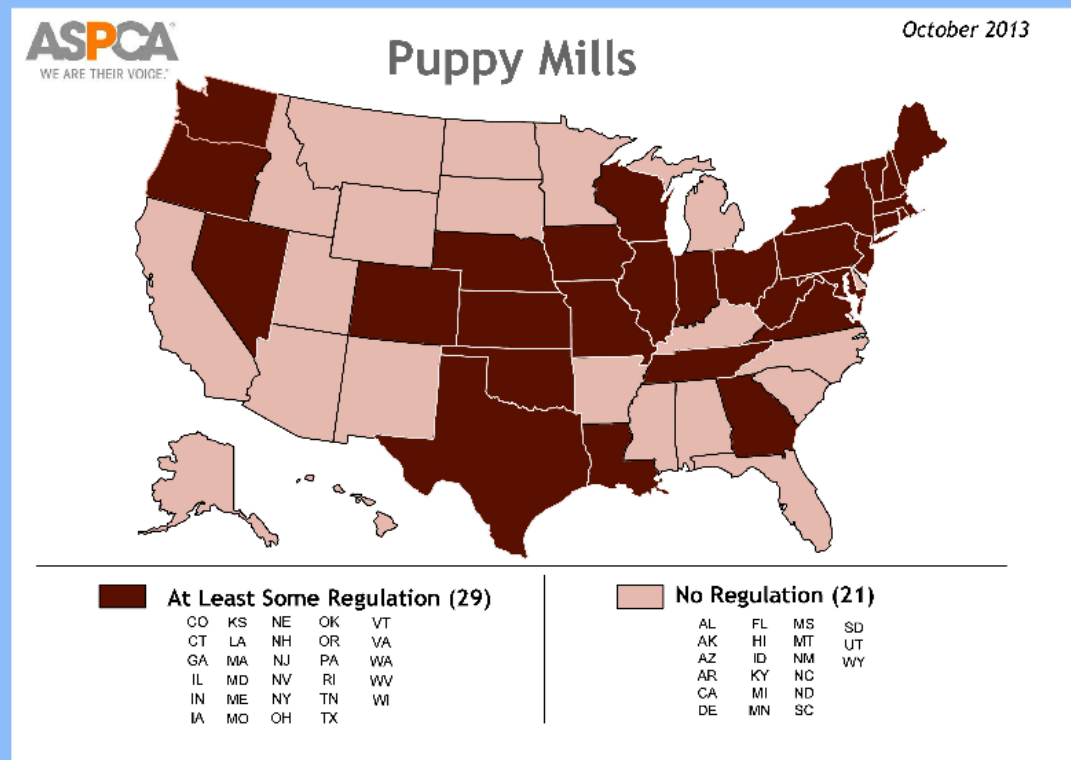 ASPCA
WE ARE THEIR VOICE.®
October 2013
Puppy Mills
At Least Some Regulation (29)
CO KS NE OK VT
CT LA NH OR VA
GA MA NJ PA WA
IL MD NV RI WV
IN ME NY TN WI
IA MO OH TX
No Regulation (21)
AL FL MS SD
AK HI MT UT
AZ ID NM WY
AR KY NC
CA MI ND
DE MN SC